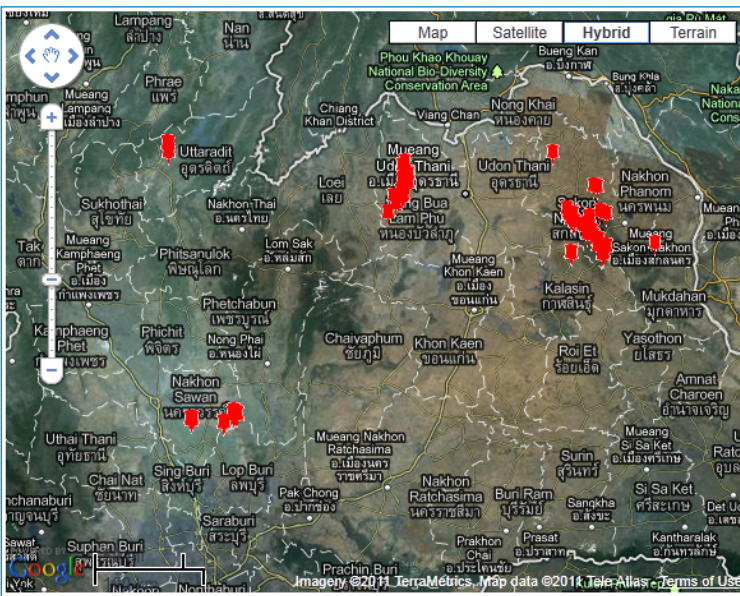 Map
Satellite
Hybrid
Terrain
Lampang
ลำปาง
Nan
น่าน
Phrae
แพร่
Mueang
Lampang
Phou Khao Khouay
National Bio-Diversity
Conservation Area
Bueng Kan
อ.บึงกาฬ
Nong Khai
หนองคาย
Chiang
Khan District
Viang Chan
Uttaradit
อุตรดิตถ์
Loei
เลย
Mueang
Udon Thani
Udon Thani
อุดรธานี
Nakhon
Phanom
นครพนม
Sukhothai
สุโขทัย
Nakhon Thai
อ.นครไทย
Lam Phu
หนองบัวลำภู
Tak
ตาก
Mueang
Kamphaeng
Phet
อ.เมือง
กำแพงเพชร
Phitsanulok
พิษณุโลก
Lom Sak
อ.หล่มสัก
Mueang
Khon Kaen
อ.เมือง
ขอนแก่น
Sakon Nakhon
อ.เมืองสกลนคร
Kalasin
กาฬสินธุ์
Mukdahan
มุกดาหาร
Phetchabun
เพชรบูรณ์
Phichit
พิจิตร
Nong Phai
อ.หนองไผ่
Chaiyaphum
ชัยภูมิ
Khon Kaen
ขอนแก่น
Yasothon
ยโสธร
Roi Et
ร้อยเอ็ด
Amnat
Charoen
อำนาจเจริญ
Nakhon
Sawan
Uthai Thani
อุทัยธานี
Mueang Nakhon
Ratchasima
อ.เมืองนคร
ราชสีมา
Mueang
Si Sa Ket
อ.เมืองศรีสะเกษ
Surin
สุรินทร์
Sing Buri
สิงห์บุรี
Lop Buri
ลพบุรี
Chai Nat
ชัยนาท
Pak Chong
อ.ปากช่อง
Nakhon
Ratchasima
นครราชสีมา
Buri Ram
บุรีรัมย์
Sangkha
อ.สังขะ
Si Sa Ket
ศรีสะเกษ
Saraburi
สระบุรี
Suphan Buri
Prakhon
Chai
อ.ประโคนชัย
Prasat
อ.ปราสาท
Kantharalak
อ.กันทรลักษ์
Prachin Buri
POWERED BY
Google
Imagery ©2011 TerraMetrics, Map data ©2011 Tele Atlas - Terms of Use